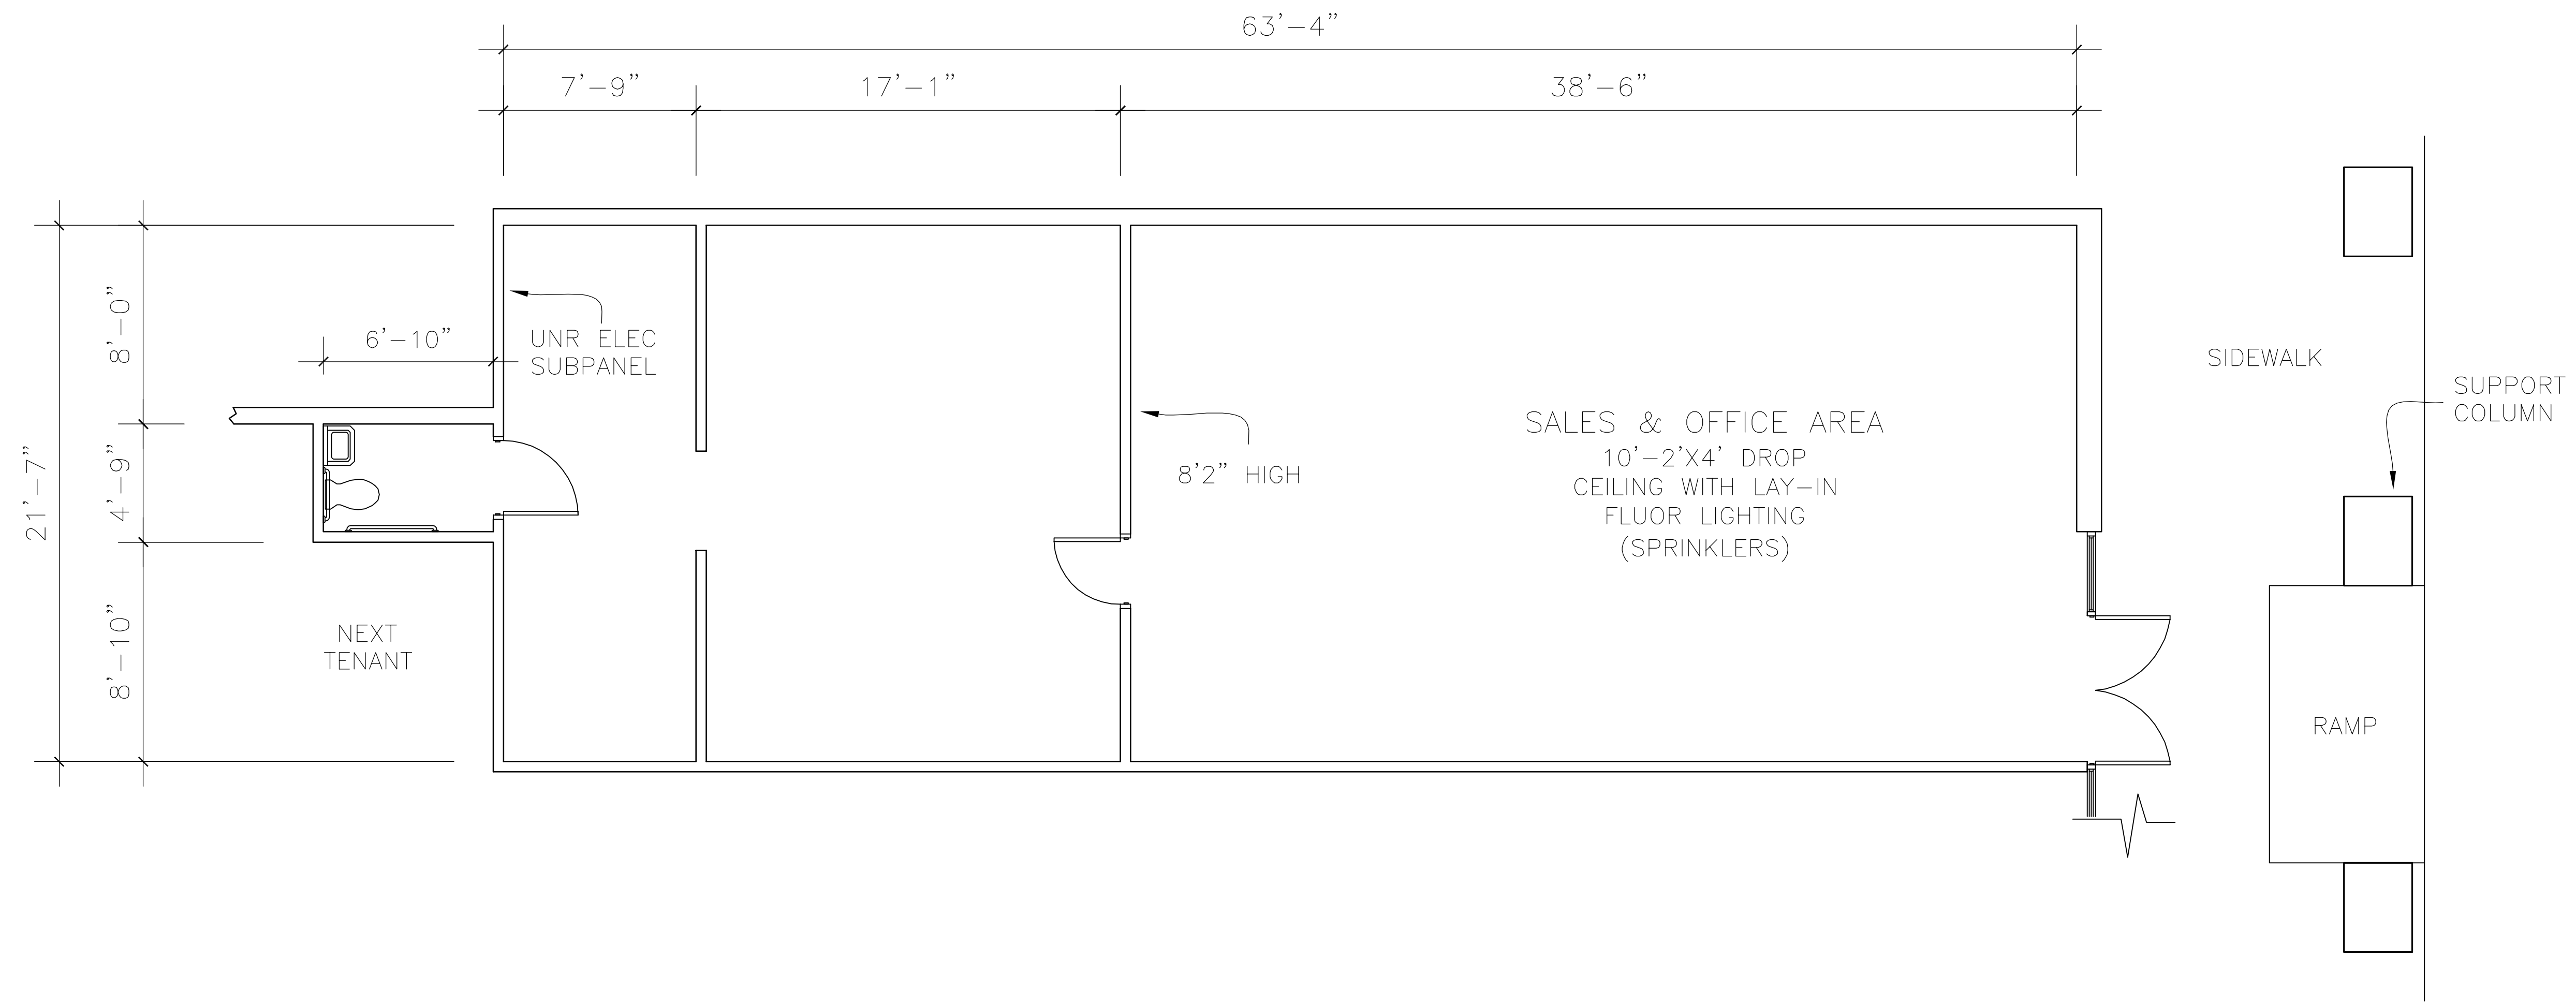 63'-4"
7'-9"
17'-1"
38'-6"
21'-7"
8'-0"
4'-9"
8'-10"
6'-10"
UNR ELEC
SUBPANEL
8'2" HIGH
SALES & OFFICE AREA
10'-2'X4' DROP
CEILING WITH LAY-IN
FLUOR LIGHTING
(SPRINKLERS)
SIDEWALK
SUPPORT
COLUMN
NEXT
TENANT
RAMP